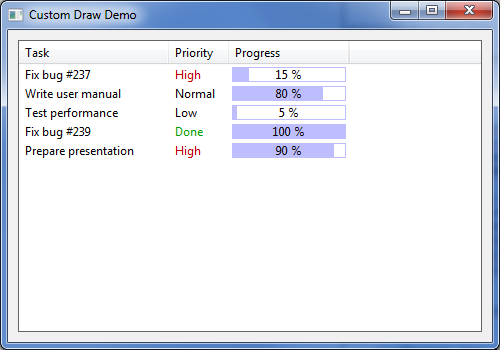 Custom Draw Demo
Task Priority Progress
Fix bug #237 High 15 %
Write user manual Normal 80 %
Test performance Low 5 %
Fix bug #239 Done 100 %
Prepare presentation High 90 %